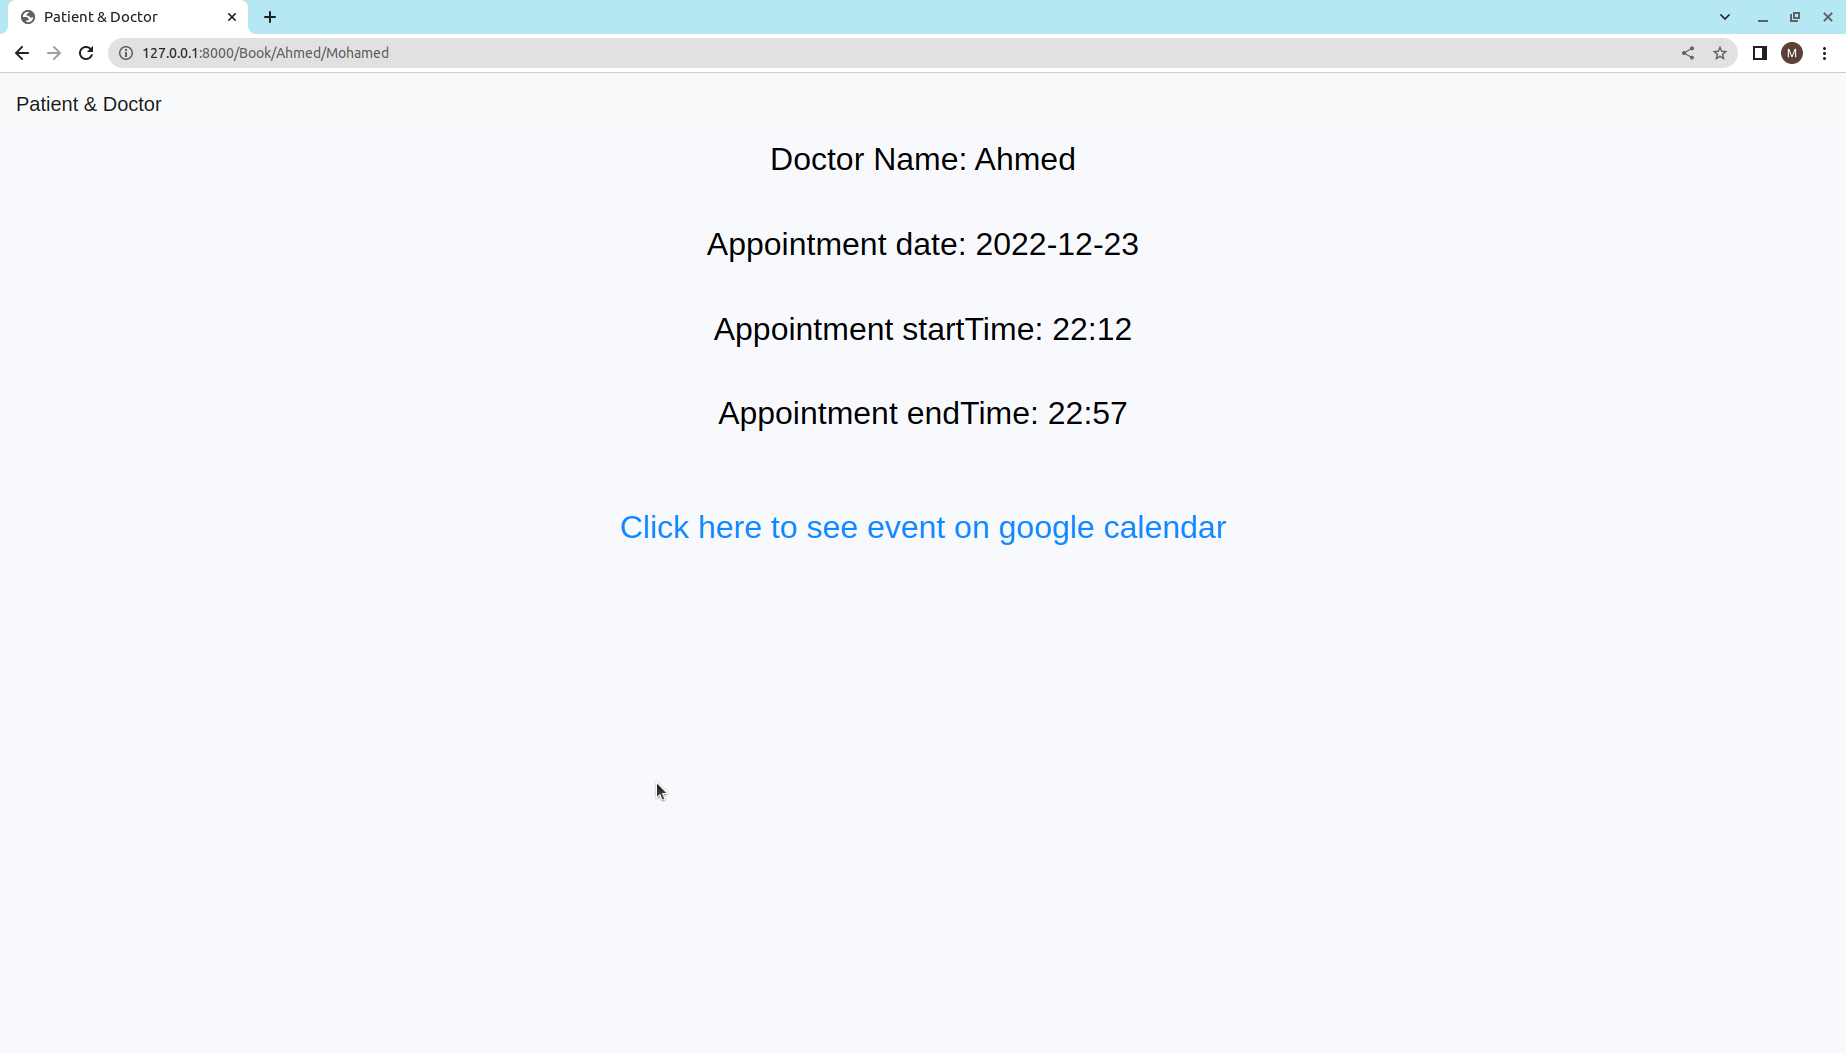 Patient & Doctor
127.0.0.1:8000/Book/Ahmed/Mohamed
M
Patient & Doctor
Doctor Name: Ahmed
Appointment date: 2022-12-23
Appointment startTime: 22:12
Appointment endTime: 22:57
Click here to see event on google calendar